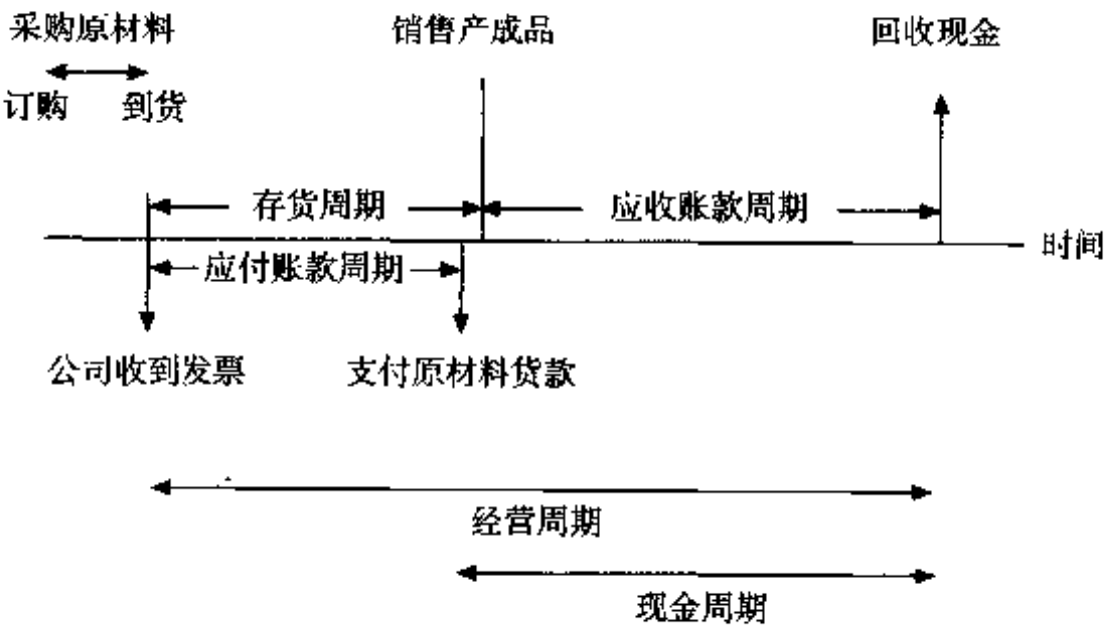 采购原材料 销售产成品 回收现金
订购 到货
存货周期 应收账款周期
时间
应付账款周期
公司收到发票 支付原材料货款
经营周期
现金周期